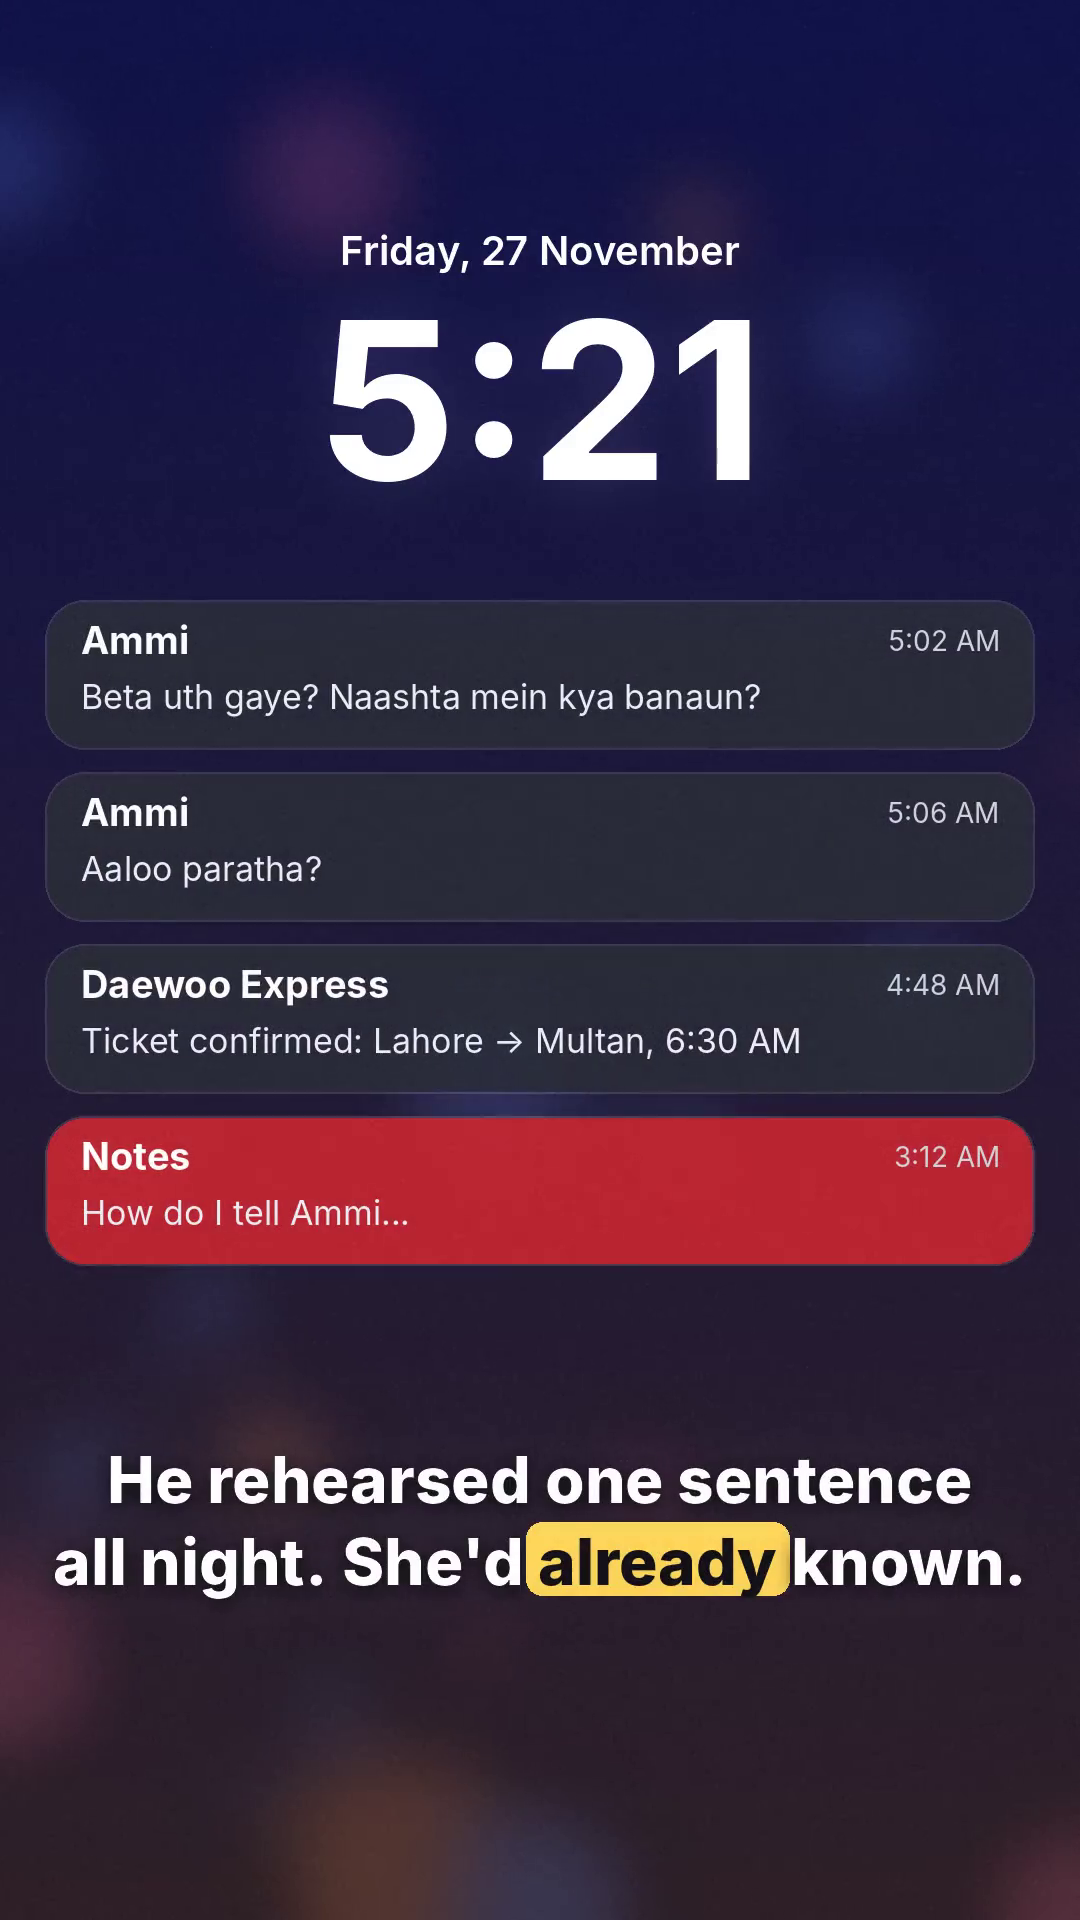 Friday, 27 November
5:21
Ammi 5:02 AM
Beta uth gaye? Naashta mein kya banaun?
Ammi 5:06 AM
Aaloo paratha?
Daewoo Express 4:48 AM
Ticket confirmed: Lahore → Multan, 6:30 AM
Notes 3:12 AM
How do I tell Ammi...
He rehearsed one sentence
all night. She'd already known.